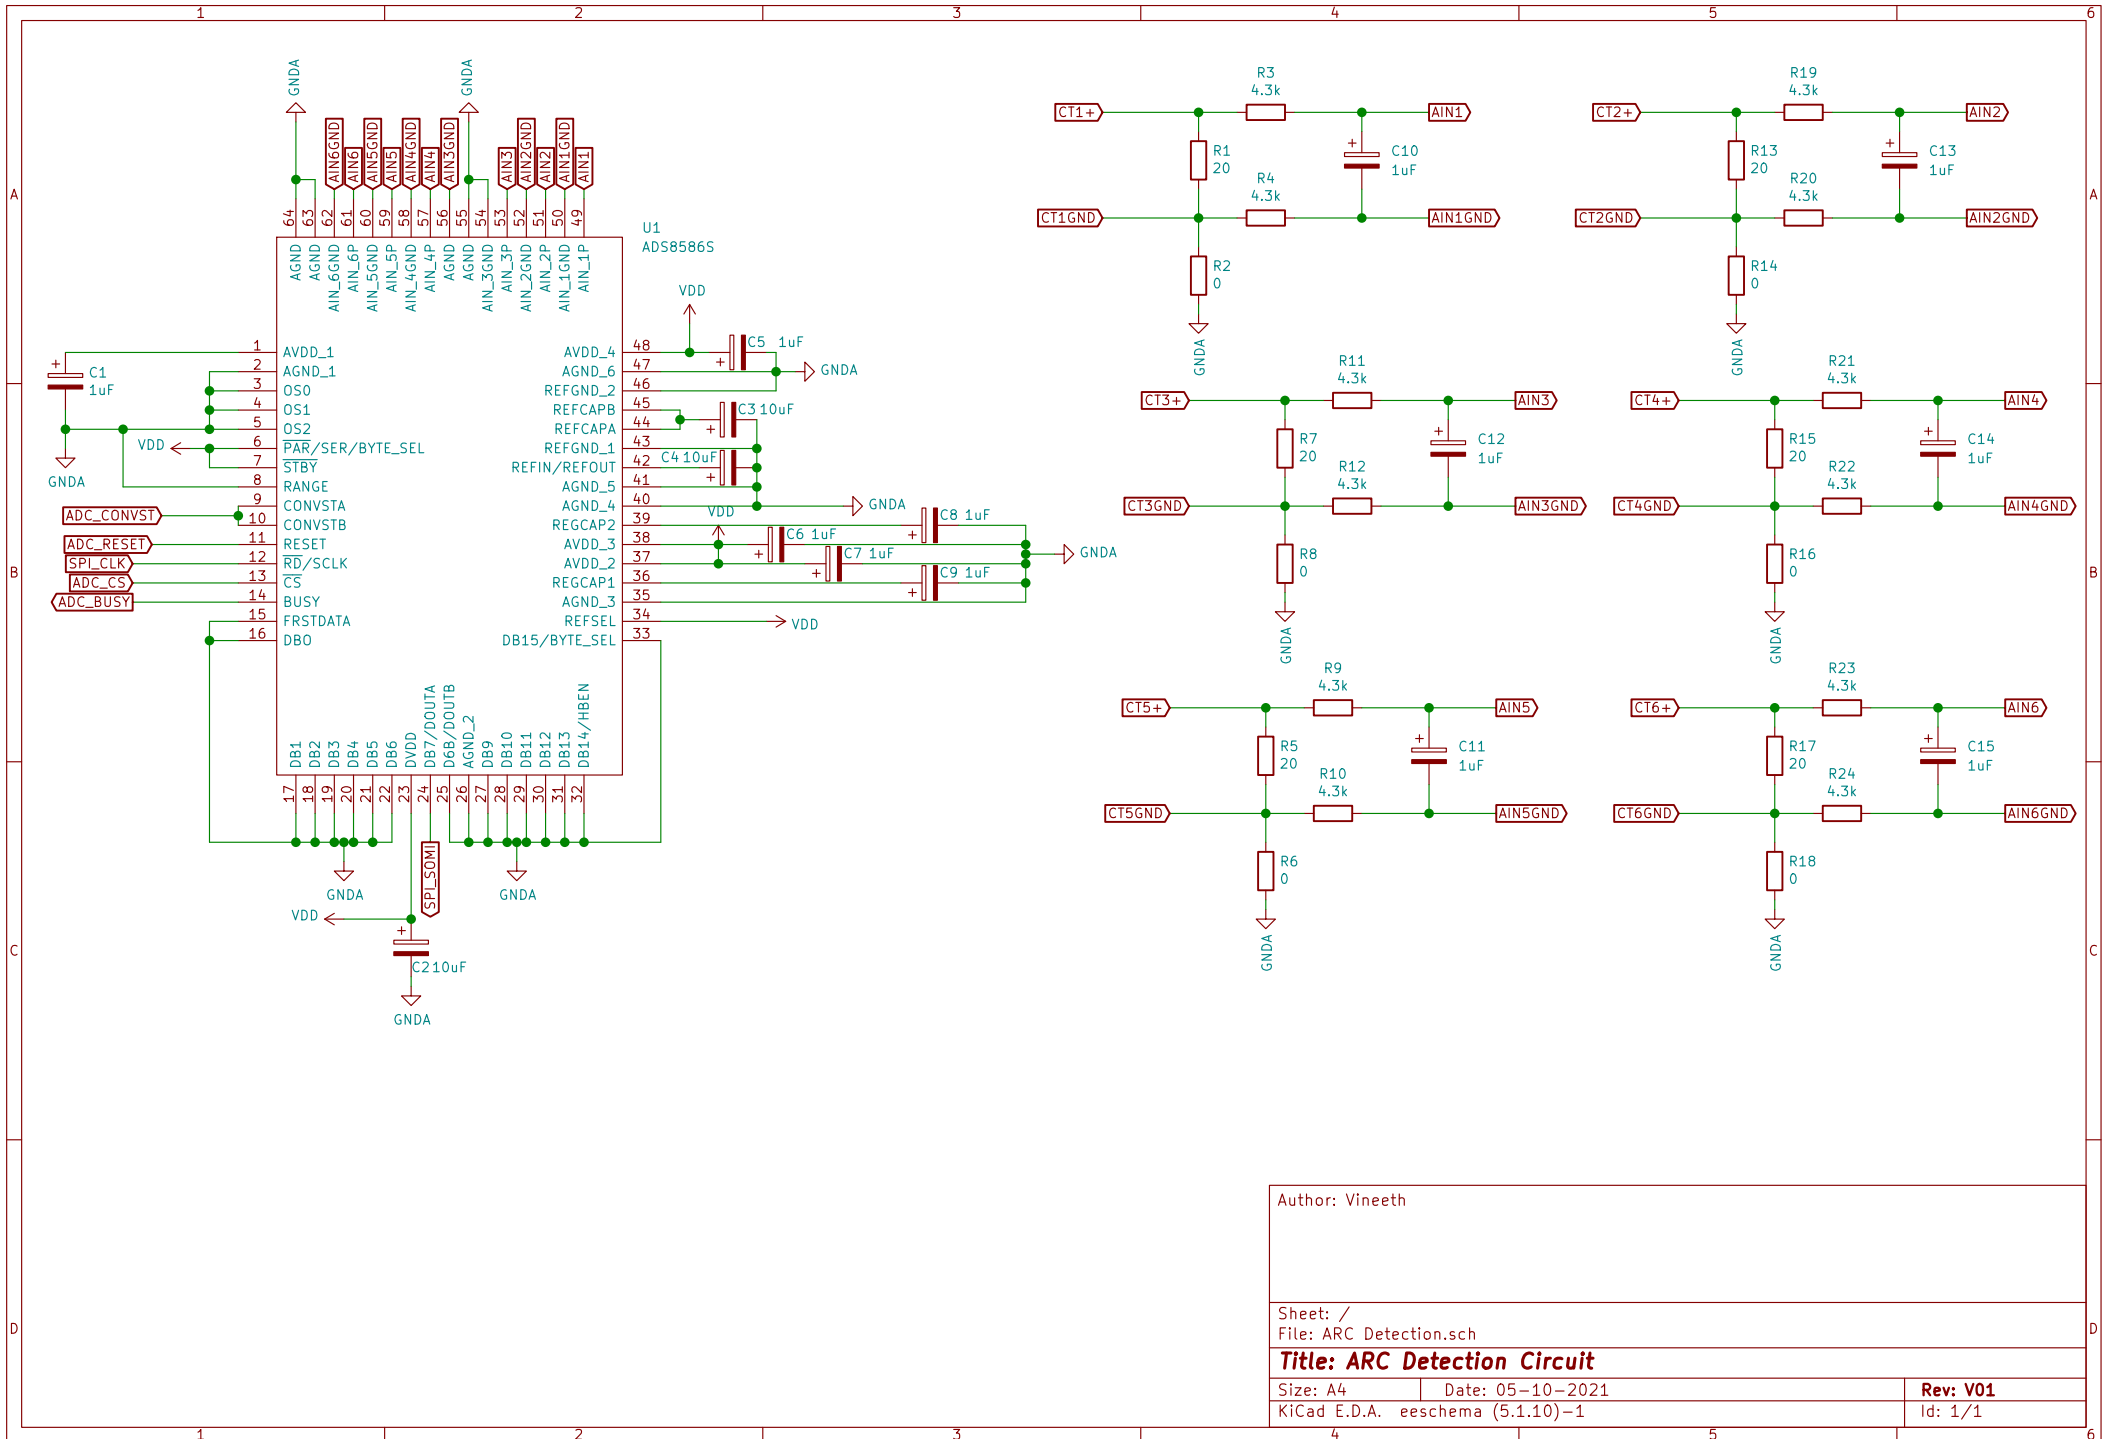 1 2 3 4 5 6
A B C D
A B C D
1 2 3 4 5 6
GNDA
GNDA
AIN6GND
AIN6
AIN5GND
AIN5
AIN4GND
AIN4
AIN3GND
AIN3
AIN2GND
AIN2
AIN1GND
AIN1
64 63 62 61 60 59 58 57 56 55 54 53 52 51 50 49
AGND
AGND
AIN_6GND
AIN_6P
AIN_5GND
AIN_5P
AIN_4GND
AIN_4P
AGND
AGND
AIN_3GND
AIN_3P
AIN_2GND
AIN_2P
AIN_1GND
AIN_1P
U1
ADS8586S
1 AVDD_1
2 AGND_1
3 OS0
4 OS1
5 OS2
6 PAR/SER/BYTE_SEL
7 STBY
8 RANGE
9 CONVSTA
10 CONVSTB
11 RESET
12 RD/SCLK
13 CS
14 BUSY
15 FRSTDATA
16 DBO
C1
1uF
GNDA
VDD
ADC_CONVST
ADC_RESET
SPI_CLK
ADC_CS
ADC_BUSY
AVDD_4 48
AGND_6 47
REFGND_2 46
REFCAPB 45
REFCAPA 44
REFGND_1 43
REFIN/REFOUT 42
AGND_5 41
AGND_4 40
REGCAP2 39
AVDD_3 38
AVDD_2 37
REGCAP1 36
AGND_3 35
REFSEL 34
DB15/BYTE_SEL 33
VDD
C5 1uF
GNDA
C3 10uF
C4 10uF
GNDA
VDD
C8 1uF
C6 1uF
C7 1uF
GNDA
C9 1uF
VDD
DB1
DB2
DB3
DB4
DB5
DB6
DVDD
DB7/DOUTA
D6B/DOUTB
AGND_2
DB9
DB10
DB11
DB12
DB13
DB14/HBEN
17 18 19 20 21 22 23 24 25 26 27 28 29 30 31 32
GNDA
SPI_SOMI
GNDA
VDD
C2 10uF
GNDA
CT1+
R3
4.3k
AIN1
R1
20
C10
1uF
R4
4.3k
CT1GND
AIN1GND
R2
0
GNDA
CT2+
R19
4.3k
AIN2
R13
20
C13
1uF
R20
4.3k
CT2GND
AIN2GND
R14
0
GNDA
CT3+
R11
4.3k
AIN3
R7
20
C12
1uF
R12
4.3k
CT3GND
AIN3GND
R8
0
GNDA
CT4+
R21
4.3k
AIN4
R15
20
C14
1uF
R22
4.3k
CT4GND
AIN4GND
R16
0
GNDA
CT5+
R9
4.3k
AIN5
R5
20
C11
1uF
R10
4.3k
CT5GND
AIN5GND
R6
0
GNDA
CT6+
R23
4.3k
AIN6
R17
20
C15
1uF
R24
4.3k
CT6GND
AIN6GND
R18
0
GNDA
Author: Vineeth
Sheet: /
File: ARC Detection.sch
Title: ARC Detection Circuit
Size: A4 Date: 05-10-2021 Rev: V01
KiCad E.D.A. eeschema (5.1.10)-1 Id: 1/1